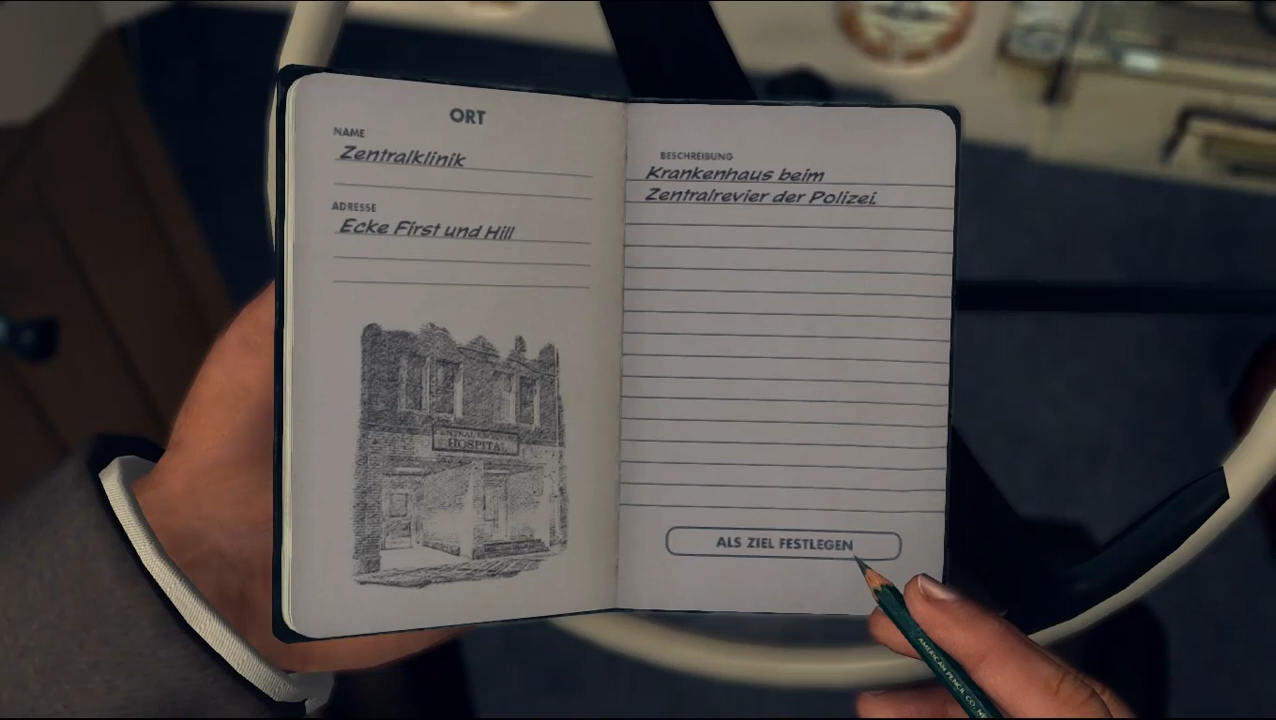 ORT
NAME
Zentralklinik
ADRESSE
Ecke First und Hill
HOSPITAL
BESCHREIBUNG
Krankenhaus beim
Zentralrevier der Polizei.
ALS ZIEL FESTLEGEN
AMERICAN PENCIL CO.